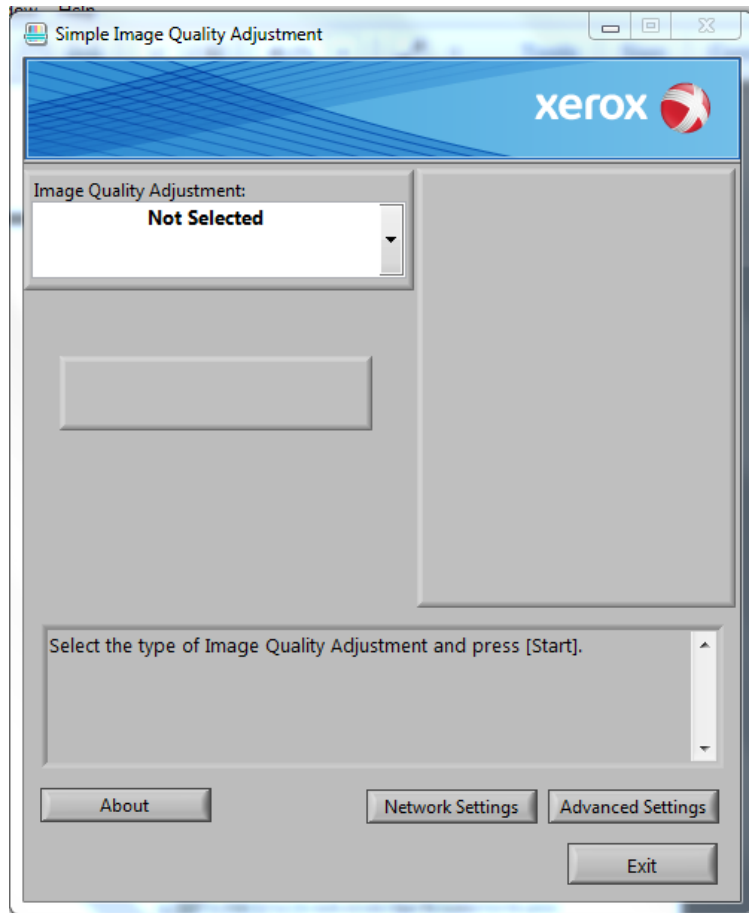 Help
Simple Image Quality Adjustment
xerox
Image Quality Adjustment:
Not Selected
Select the type of Image Quality Adjustment and press [Start].
About
Network Settings
Advanced Settings
Exit